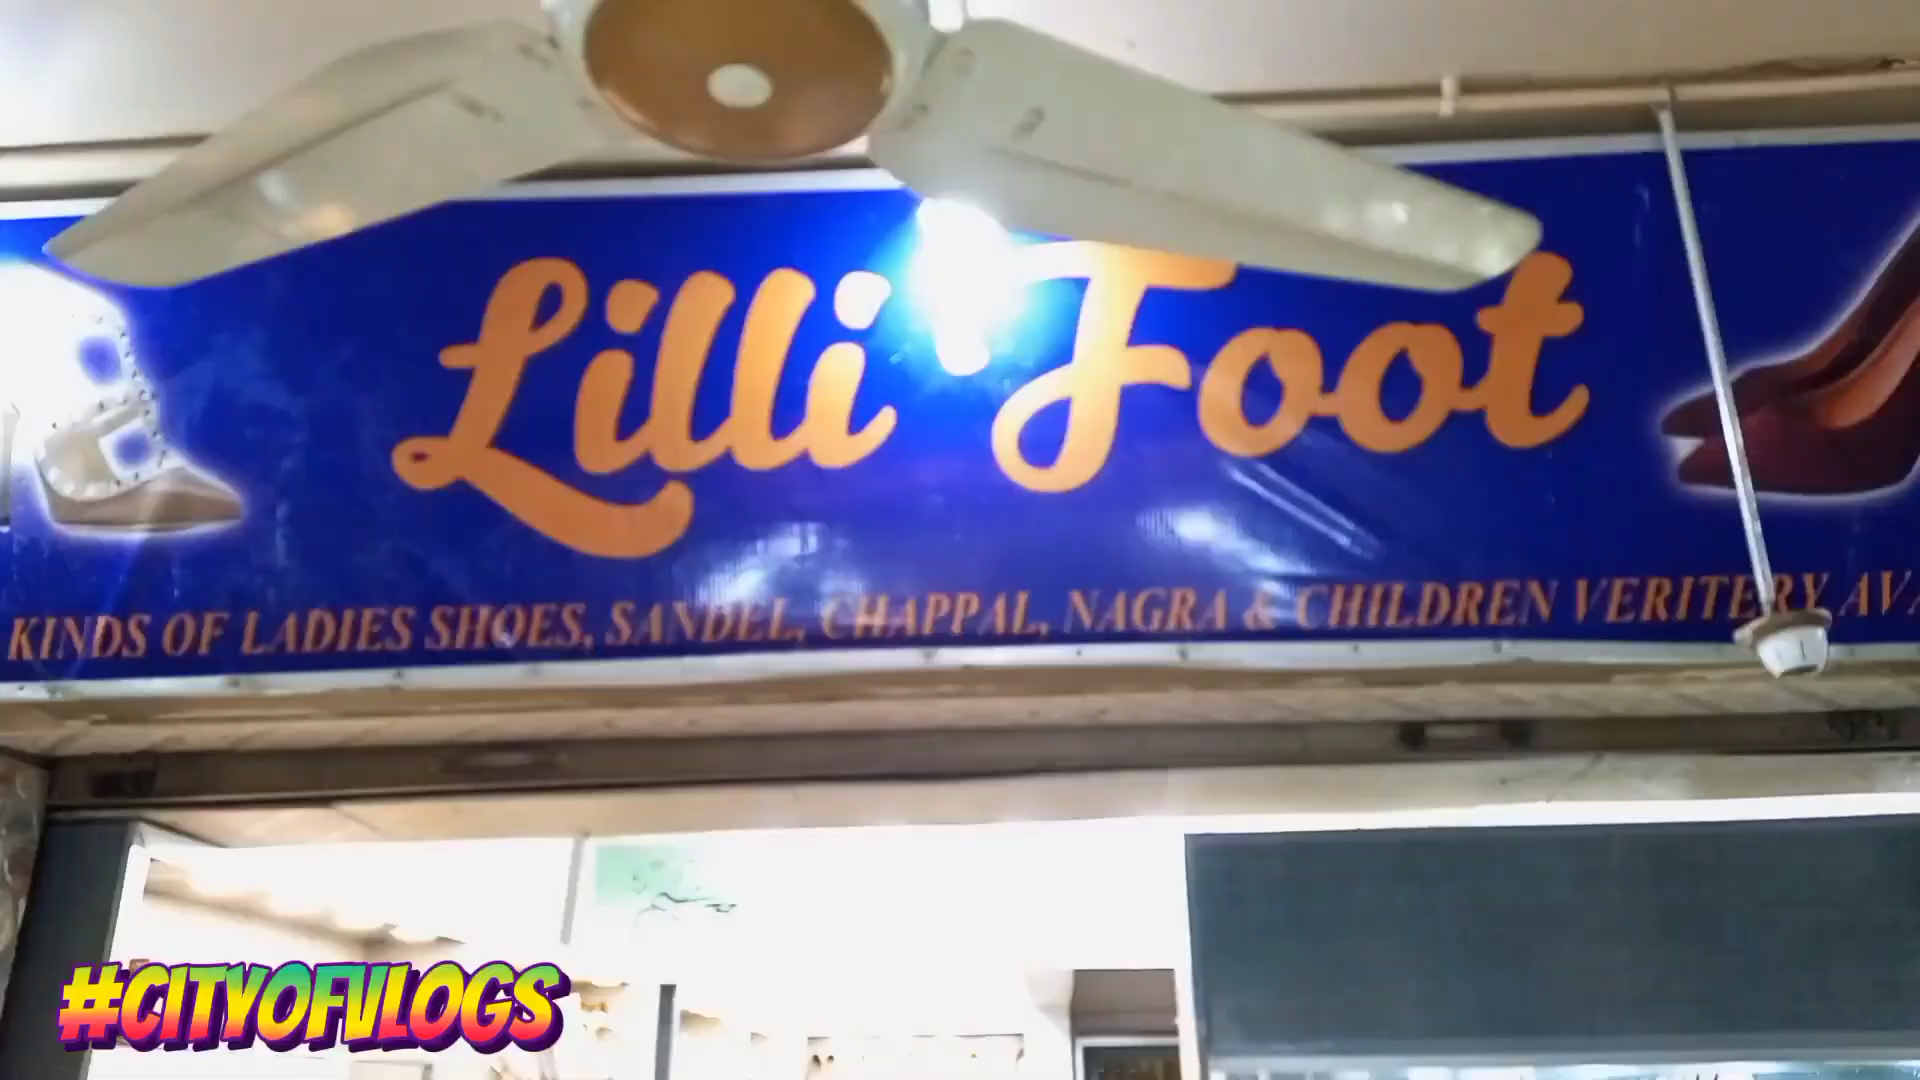 Lilli Foot
KINDS OF LADIES SHOES, SANDEL, CHAPPAL, NAGRA & CHILDREN VERITERY
#CITYOFVLOGS